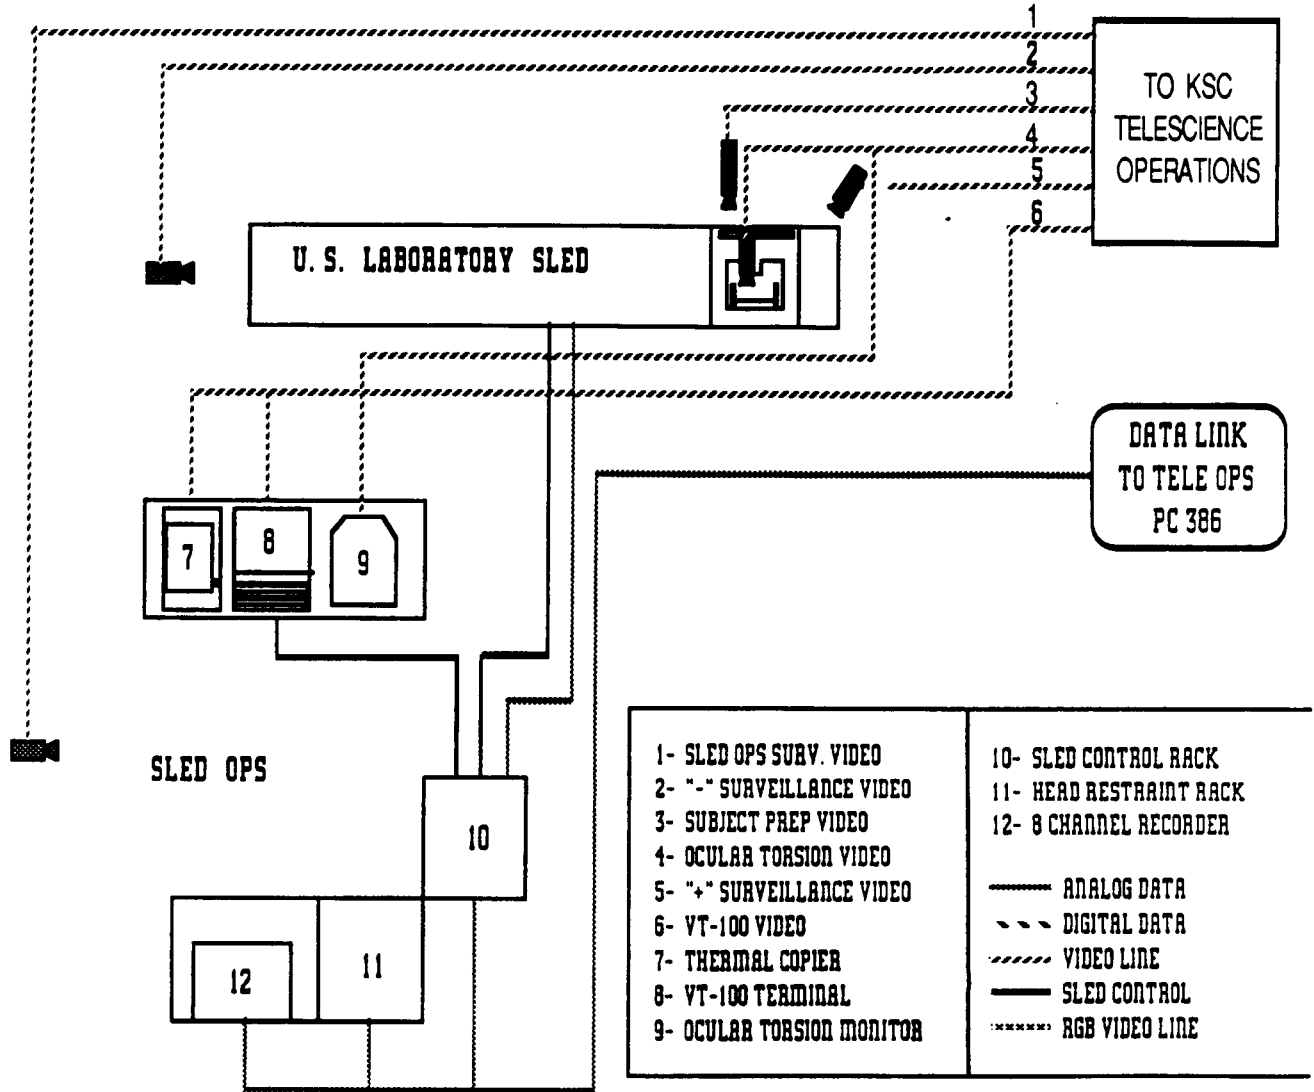 1
2
3
4
5
6
TO KSC
TELESCIENCE
OPERATIONS
U.S. LABORATORY SLED
DATA LINK
TO TELE OPS
PC 386
7
8
9
SLED OPS
10
11
12
1- SLED OPS SURV. VIDEO
2- "-" SURVEILLANCE VIDEO
3- SUBJECT PREP VIDEO
4- OCULAR TORSION VIDEO
5- "+" SURVEILLANCE VIDEO
6- VT-100 VIDEO
7- THERMAL COPIER
8- VT-100 TERMINAL
9- OCULAR TORSION MONITOR
10- SLED CONTROL RACK
11- HEAD RESTRAINT RACK
12- 8 CHANNEL RECORDER
ANALOG DATA
DIGITAL DATA
VIDEO LINE
SLED CONTROL
RGB VIDEO LINE